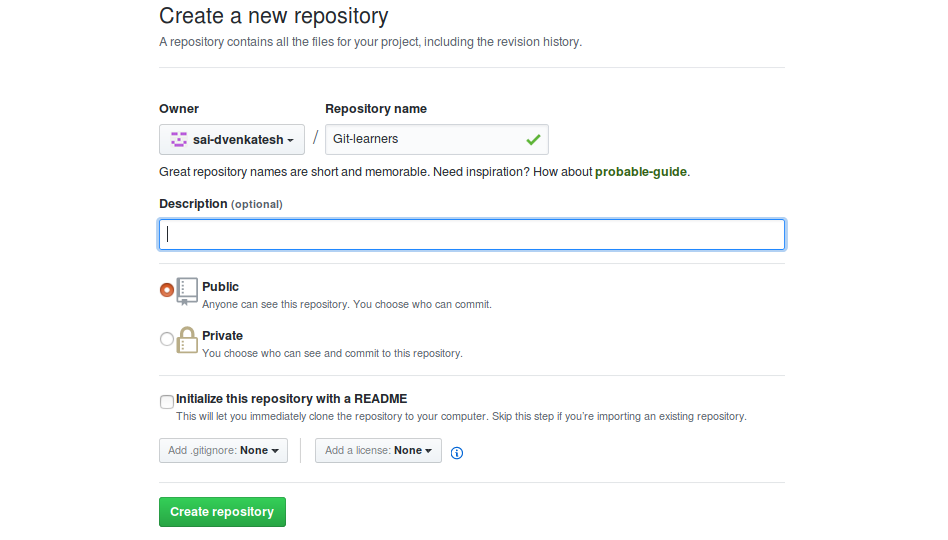 Create a new repository
A repository contains all the files for your project, including the revision history.
Owner Repository name
sai-dvenkatesh / Git-learners
Great repository names are short and memorable. Need inspiration? How about probable-guide.
Description (optional)
Public
Anyone can see this repository. You choose who can commit.
Private
You choose who can see and commit to this repository.
Initialize this repository with a README
This will let you immediately clone the repository to your computer. Skip this step if you’re importing an existing repository.
Add .gitignore: None Add a license: None
Create repository